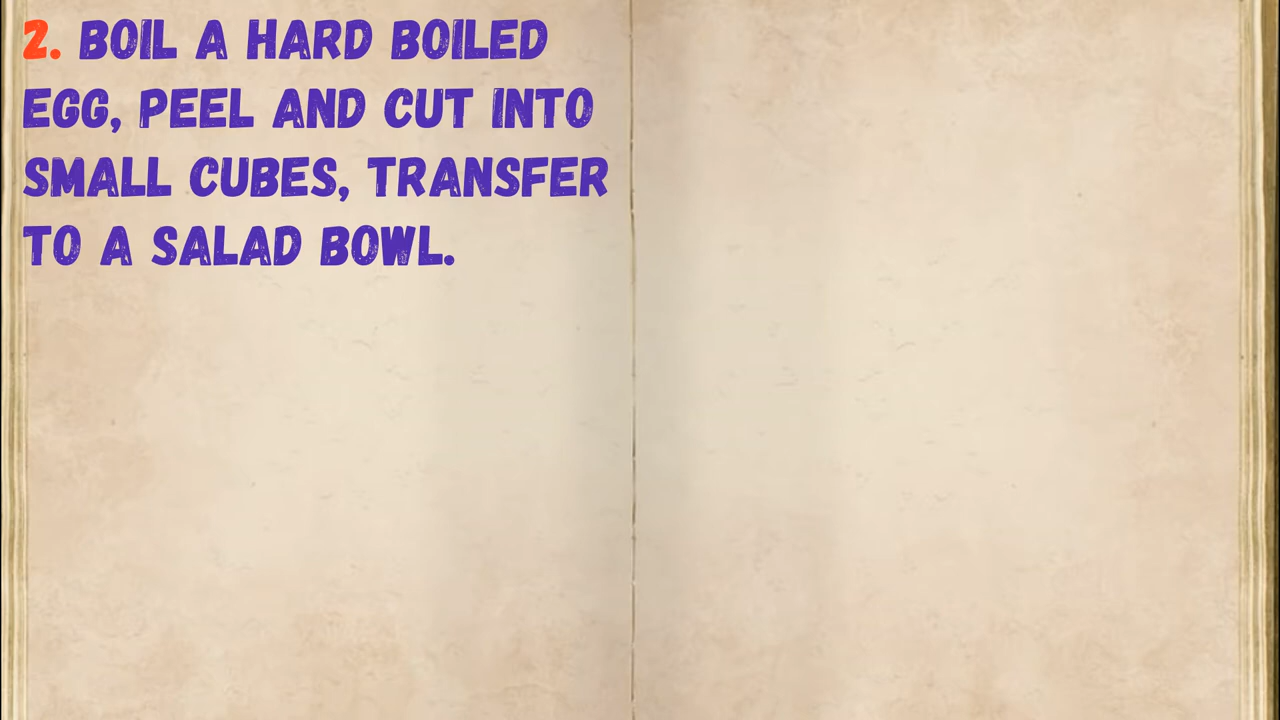 2. BOIL A HARD BOILED
EGG, PEEL AND CUT INTO
SMALL CUBES, TRANSFER
TO A SALAD BOWL.